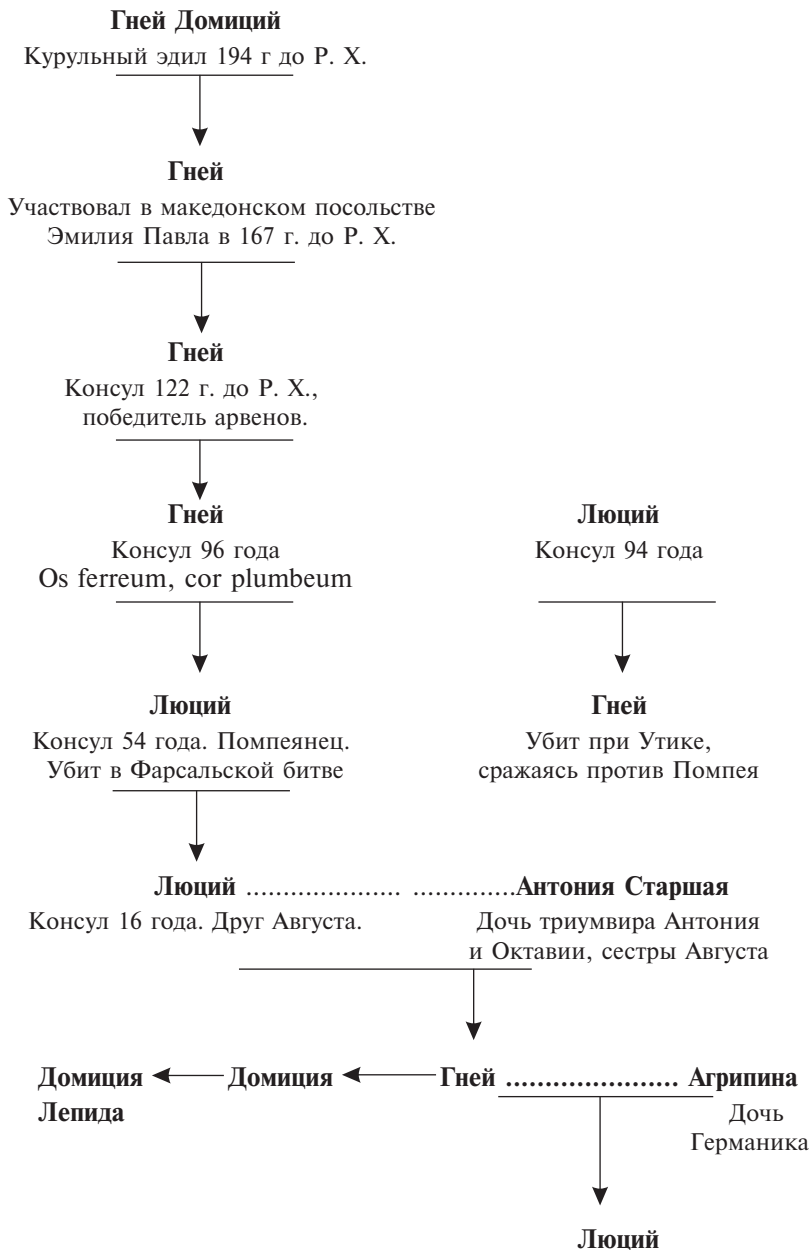 Гней Домиций
Курульный эдил 194 г до Р. Х.
Гней
Участвовал в македонском посольстве
Эмилия Павла в 167 г. до Р. Х.
Гней
Консул 122 г. до Р. Х.,
победитель арвенов.
Гней
Консул 96 года
Os ferreum, cor plumbeum
Люций
Консул 94 года
Люций
Консул 54 года. Помпеянец.
Убит в Фарсальской битве
Гней
Убит при Утике,
сражаясь против Помпея
Люций ..................... ..............Антония Старшая
Консул 16 года. Друг Августа.
Дочь триумвира Антония
и Октавии, сестры Августа
Домиция
Лепида
Домиция
Гней ....................... Агрипина
Дочь
Германика
Люций